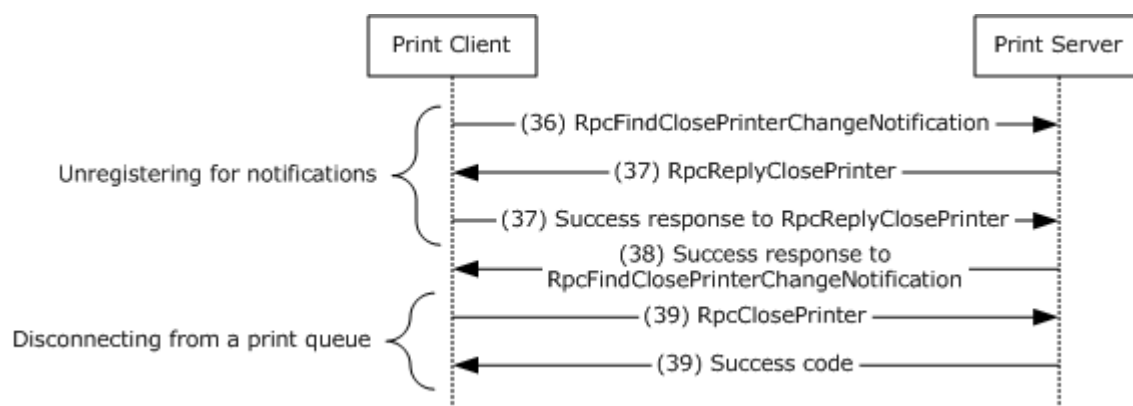 Print Client
Print Server
(36) RpcFindClosePrinterChangeNotification
Unregistering for notifications
(37) RpcReplyClosePrinter
(37) Success response to RpcReplyClosePrinter
(38) Success response to
RpcFindClosePrinterChangeNotification
(39) RpcClosePrinter
Disconnecting from a print queue
(39) Success code